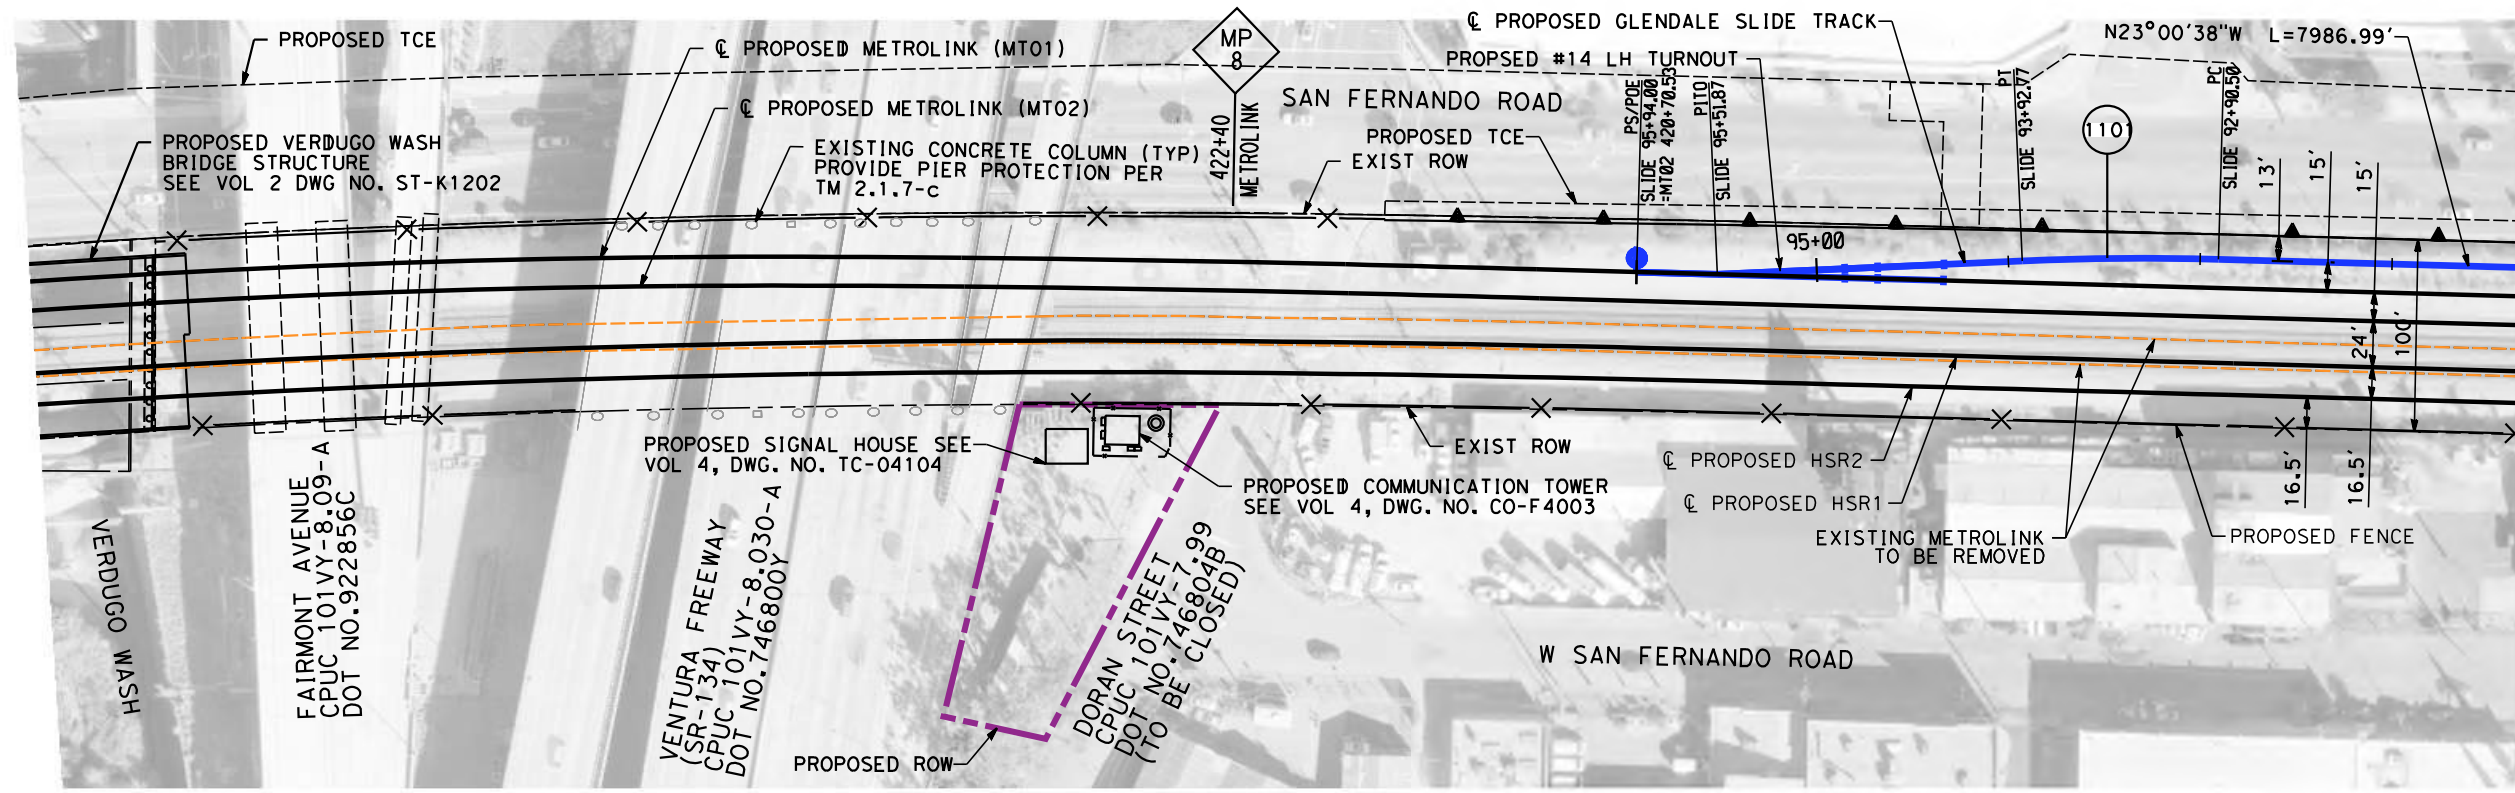 PROPOSED TCE
℄ PROPOSED METROLINK (MT01)
℄ PROPOSED METROLINK (MT02)
MP
8
422+40
METROLINK
℄ PROPOSED GLENDALE SLIDE TRACK
PROPSED #14 LH TURNOUT
N23°00'38"W L=7986.99'
SAN FERNANDO ROAD
PROPOSED TCE
EXIST ROW
PROPOSED VERDUGO WASH
BRIDGE STRUCTURE
SEE VOL 2 DWG NO. ST-K1202
EXISTING CONCRETE COLUMN (TYP)
PROVIDE PIER PROTECTION PER
TM 2.1.7-c
PS/POE
SLIDE 95+94.00
=MT02 420+70.53
PITO
SLIDE 95+51.87
95+00
PT
SLIDE 93+92.77
1101
PC
SLIDE 92+90.50
13'
15'
15'
24'
100'
16.5'
16.5'
PROPOSED SIGNAL HOUSE SEE
VOL 4, DWG. NO. TC-04104
EXIST ROW
PROPOSED COMMUNICATION TOWER
SEE VOL 4, DWG. NO. CO-F4003
℄ PROPOSED HSR2
℄ PROPOSED HSR1
EXISTING METROLINK
TO BE REMOVED
PROPOSED FENCE
VERDUGO WASH
FAIRMONT AVENUE
CPUC 101VY-8.09-A
DOT NO.922856C
VENTURA FREEWAY
(SR-134)
CPUC 101VY-8.030-A
DOT NO.746800Y
DORAN STREET
CPUC 101VY-7.99
DOT NO.746804B
(TO BE CLOSED)
W SAN FERNANDO ROAD
PROPOSED ROW